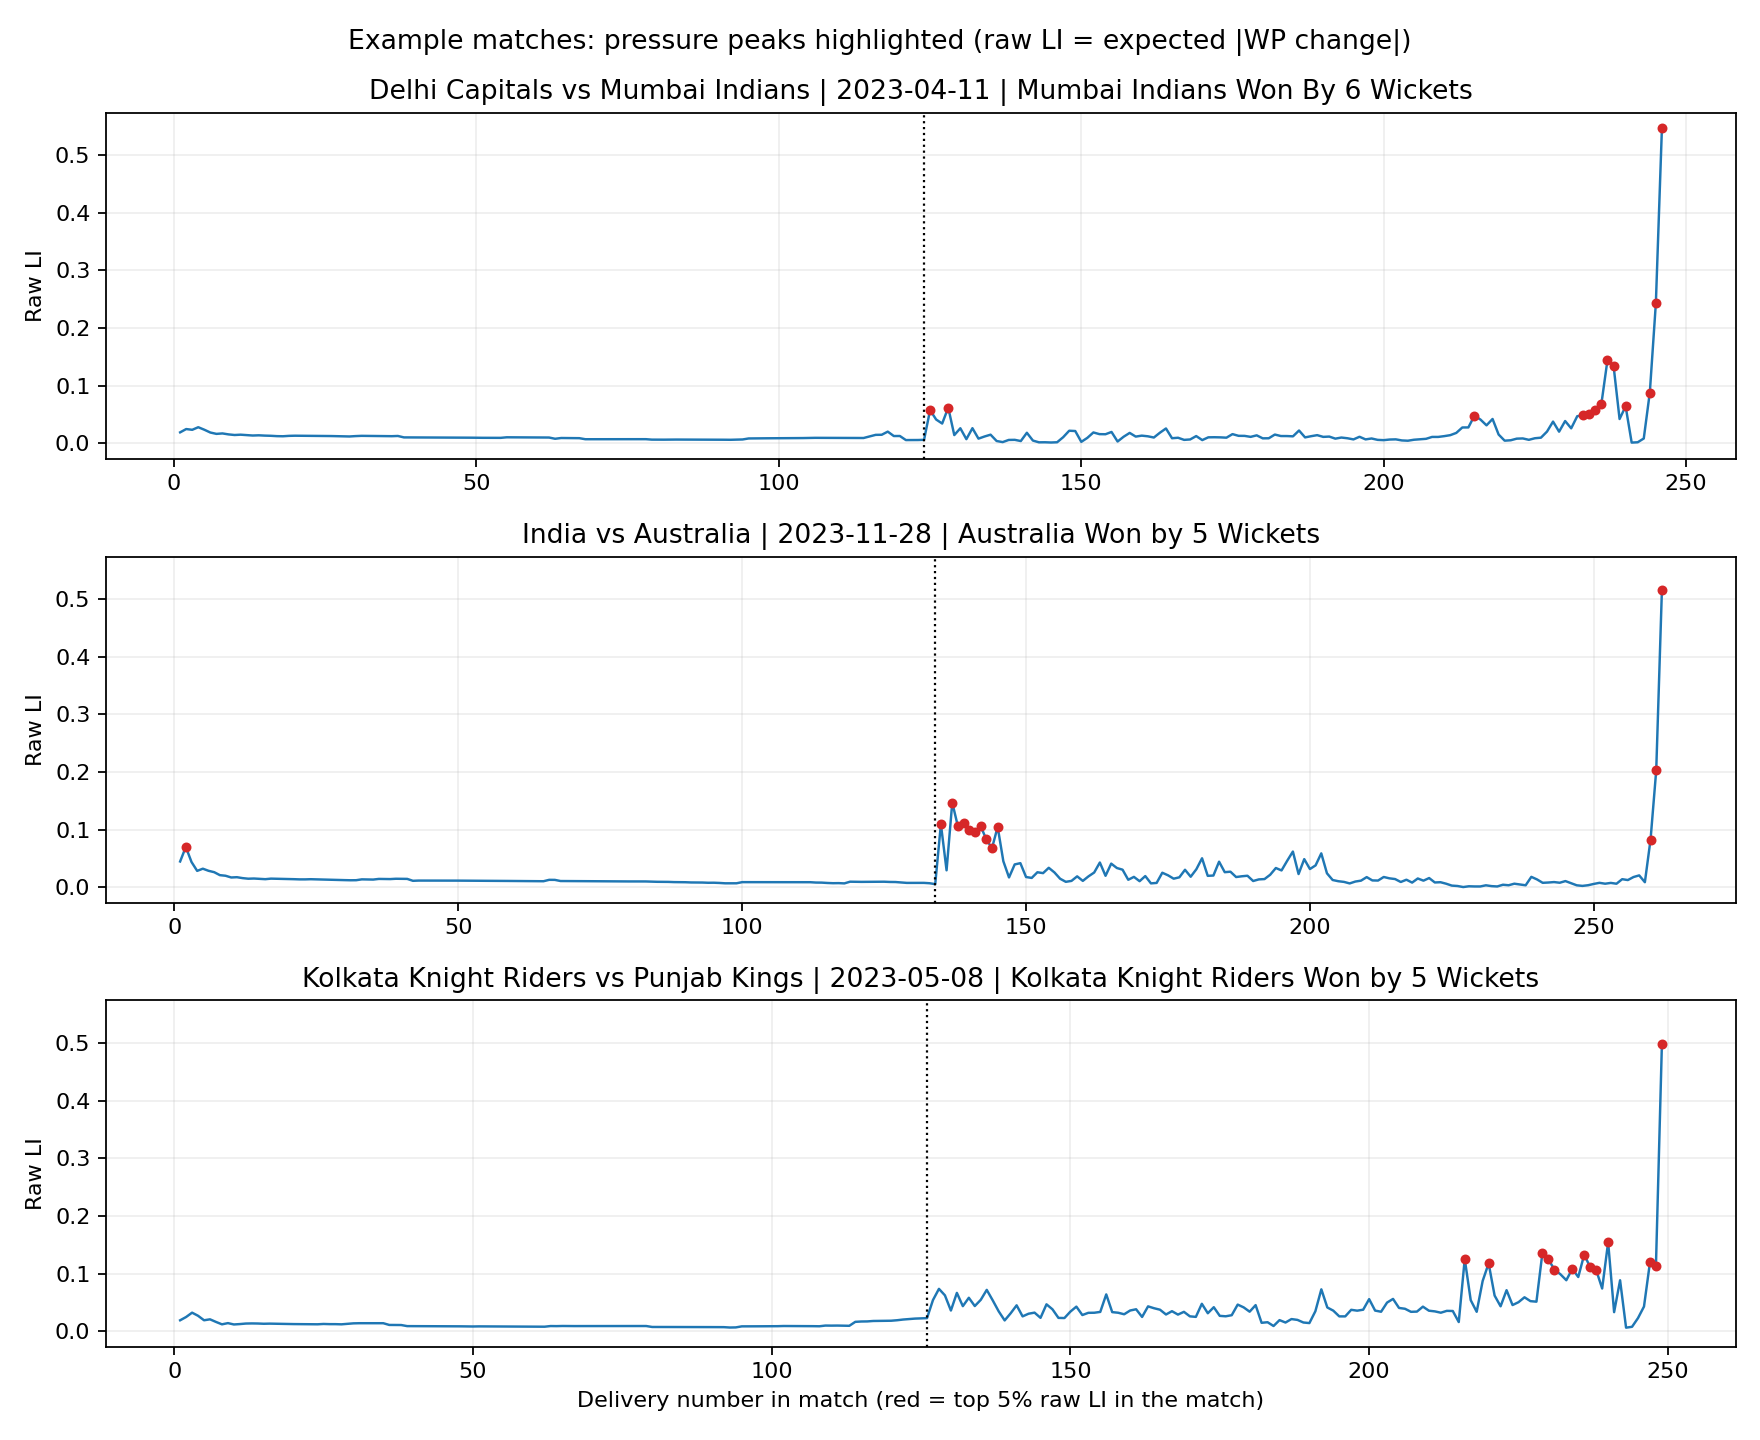 Example matches: pressure peaks highlighted (raw LI = expected |WP change|)
Delhi Capitals vs Mumbai Indians | 2023-04-11 | Mumbai Indians Won By 6 Wickets
Raw LI
0.5
0.4
0.3
0.2
0.1
0.0
0 50 100 150 200 250
India vs Australia | 2023-11-28 | Australia Won by 5 Wickets
Raw LI
0.5
0.4
0.3
0.2
0.1
0.0
0 50 100 150 200 250
Kolkata Knight Riders vs Punjab Kings | 2023-05-08 | Kolkata Knight Riders Won by 5 Wickets
Raw LI
0.5
0.4
0.3
0.2
0.1
0.0
0 50 100 150 200 250
Delivery number in match (red = top 5% raw LI in the match)